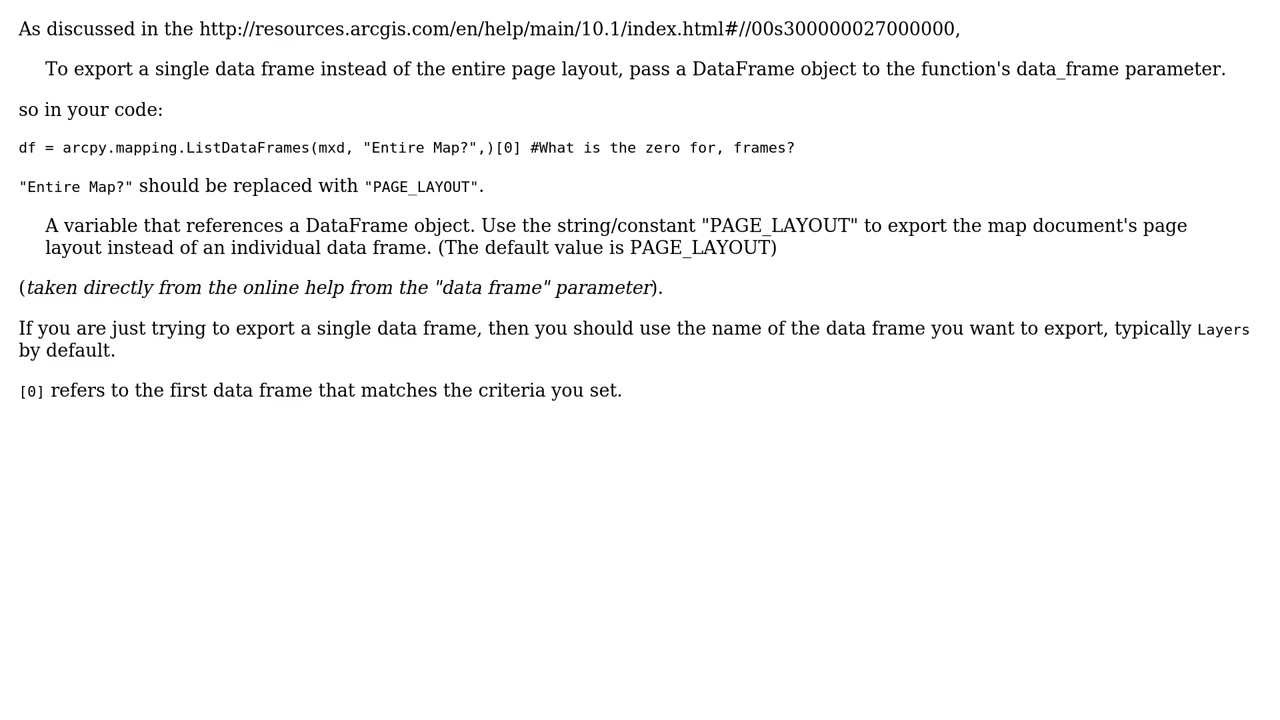 As discussed in the http://resources.arcgis.com/en/help/main/10.1/index.html#//00s300000027000000,
To export a single data frame instead of the entire page layout, pass a DataFrame object to the function's data_frame parameter.
so in your code:
df = arcpy.mapping.ListDataFrames(mxd, "Entire Map?",)[0] #What is the zero for, frames?
"Entire Map?" should be replaced with "PAGE_LAYOUT".
A variable that references a DataFrame object. Use the string/constant "PAGE_LAYOUT" to export the map document's page
layout instead of an individual data frame. (The default value is PAGE_LAYOUT)
(taken directly from the online help from the "data frame" parameter).
If you are just trying to export a single data frame, then you should use the name of the data frame you want to export, typically Layers
by default.
[0] refers to the first data frame that matches the criteria you set.